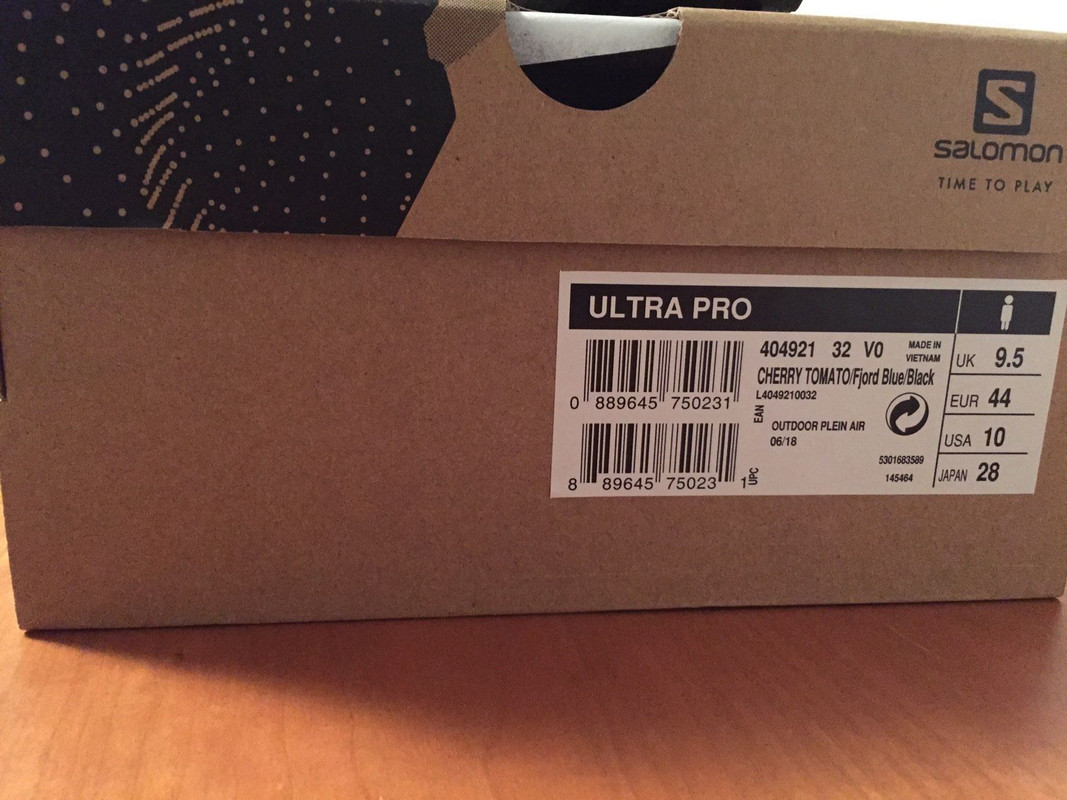 S
salomon
TIME TO PLAY
ULTRA PRO
404921 32 V0
MADE IN
VIETNAM
CHERRY TOMATO/Fjord Blue/Black
L4049210032
EAN
0 889645 750231
OUTDOOR PLEIN AIR
06/18
5301683589
145464
8 89645 75023 1
UPC
UK 9.5
EUR 44
USA 10
JAPAN 28